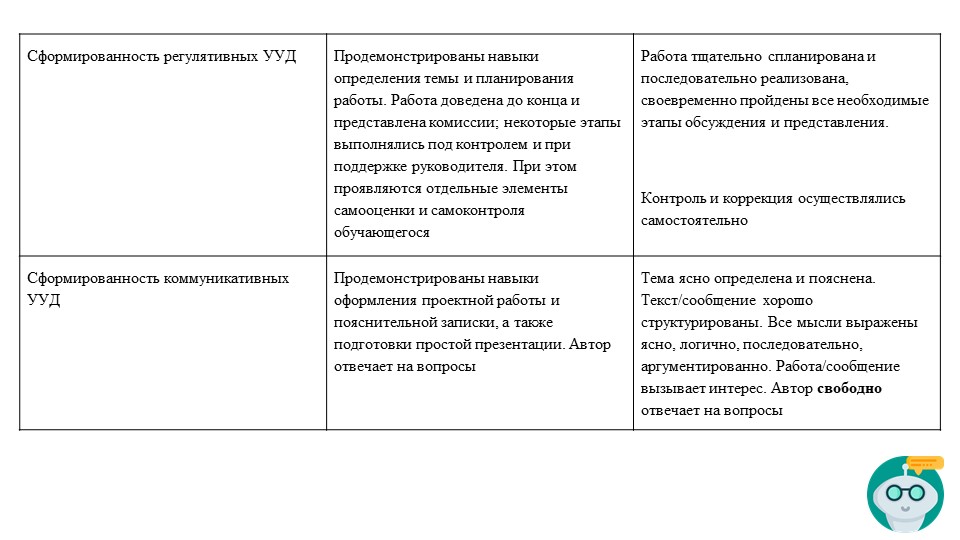 Сформированность регулятивных УУД
Продемонстрированы навыки
определения темы и планирования
работы. Работа доведена до конца и
представлена комиссии; некоторые этапы
выполнялись под контролем и при
поддержке руководителя. При этом
проявляются отдельные элементы
самооценки и самоконтроля
обучающегося
Работа тщательно спланирована и
последовательно реализована,
своевременно пройдены все необходимые
этапы обсуждения и представления.
Контроль и коррекция осуществлялись
самостоятельно
Сформированность коммуникативных
УУД
Продемонстрированы навыки
оформления проектной работы и
пояснительной записки, а также
подготовки простой презентации. Автор
отвечает на вопросы
Тема ясно определена и пояснена.
Текст/сообщение хорошо
структурированы. Все мысли выражены
ясно, логично, последовательно,
аргументированно. Работа/сообщение
вызывает интерес. Автор свободно
отвечает на вопросы